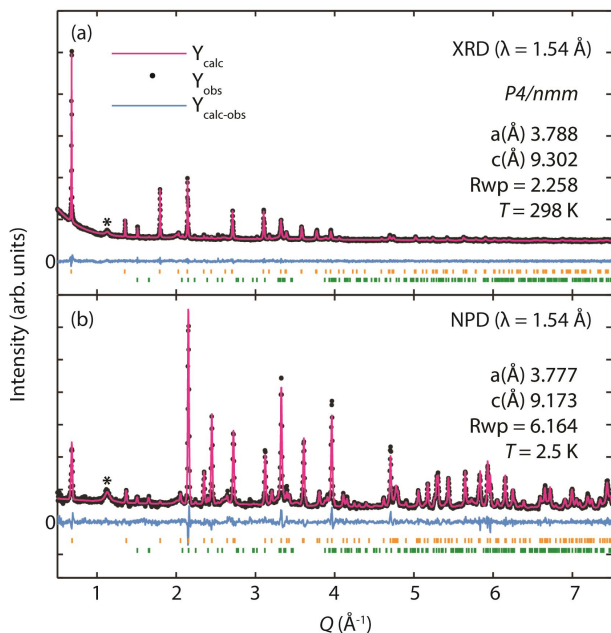 (a)
Ycalc
Yobs
Ycalc-obs
XRD (λ = 1.54 Å)
P4/nmm
a(Å) 3.788
c(Å) 9.302
Rwp = 2.258
T = 298 K
*
0
Intensity (arb. units)
(b)
NPD (λ = 1.54 Å)
a(Å) 3.777
c(Å) 9.173
Rwp = 6.164
T = 2.5 K
*
0
1 2 3 4 5 6 7
Q (Å⁻¹)